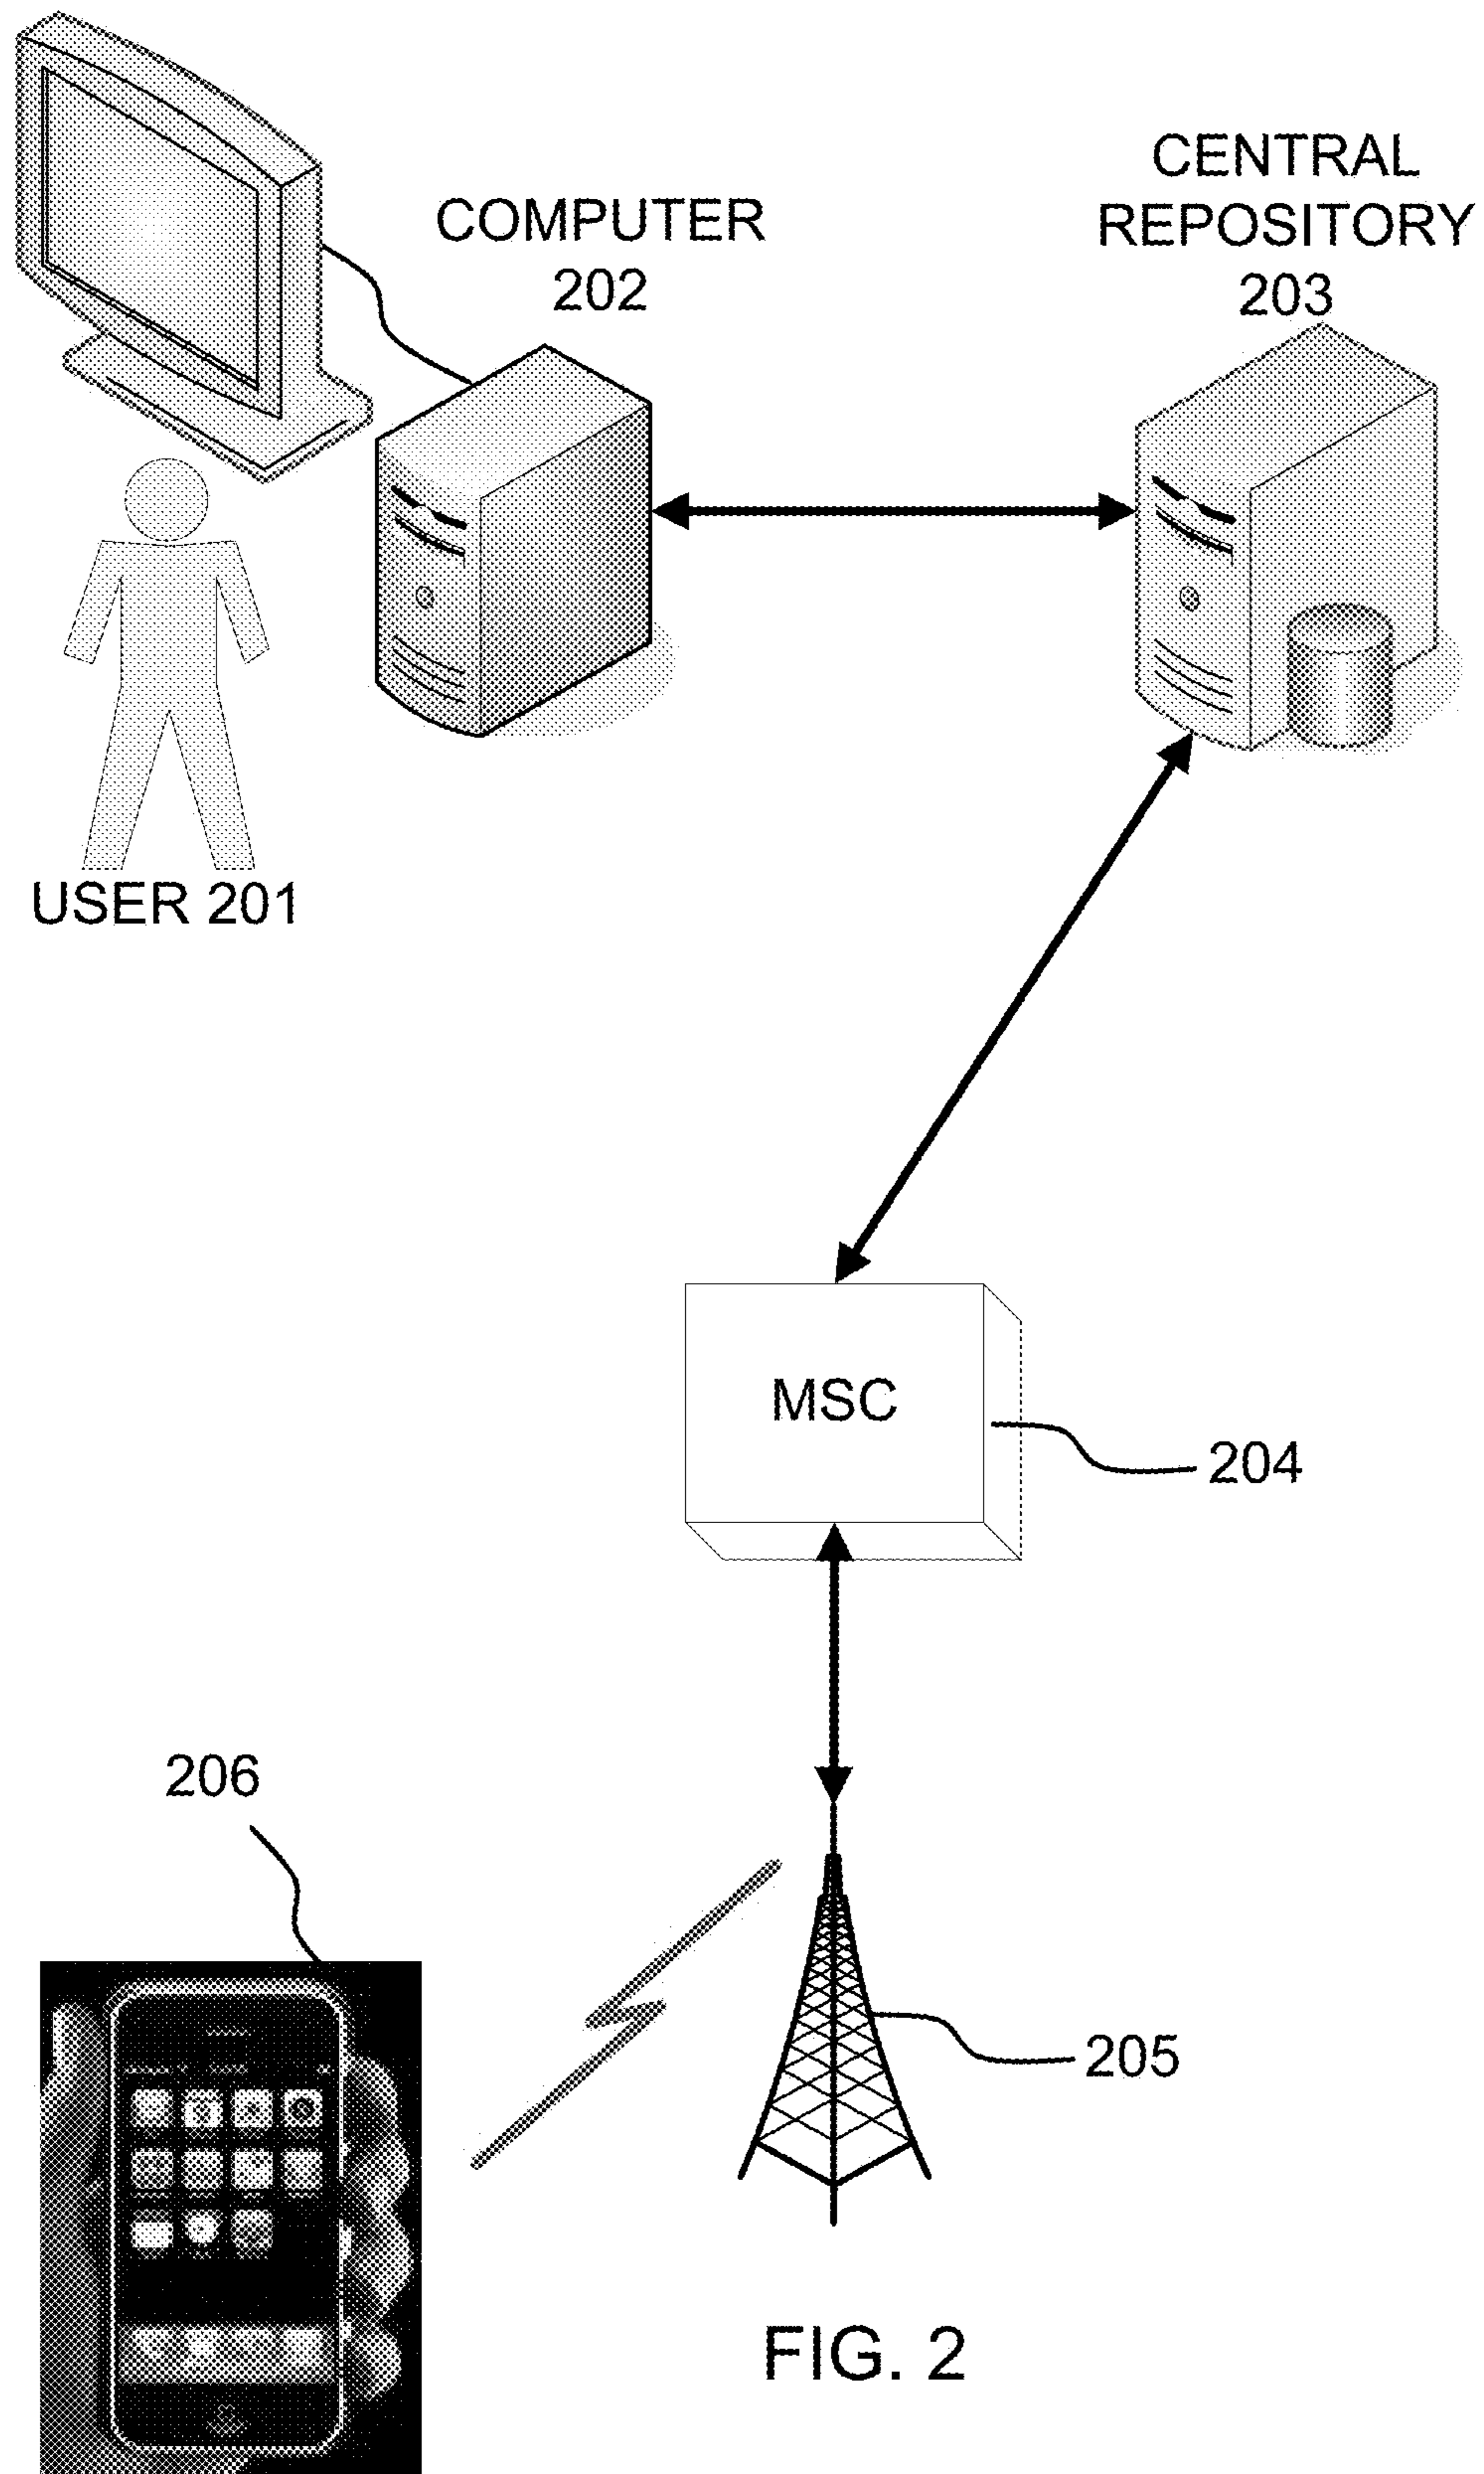 COMPUTER
202
CENTRAL
REPOSITORY
203
USER 201
MSC
204
206
205
FIG. 2